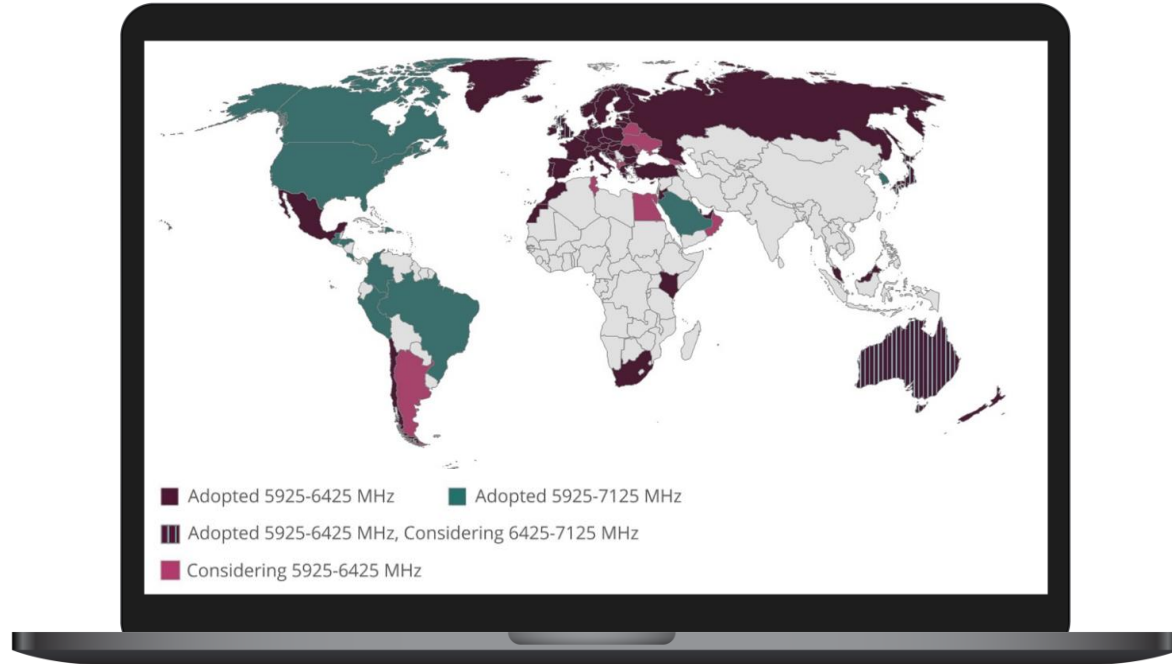 Adopted 5925-6425 MHz
Adopted 5925-7125 MHz
Adopted 5925-6425 MHz, Considering 6425-7125 MHz
Considering 5925-6425 MHz